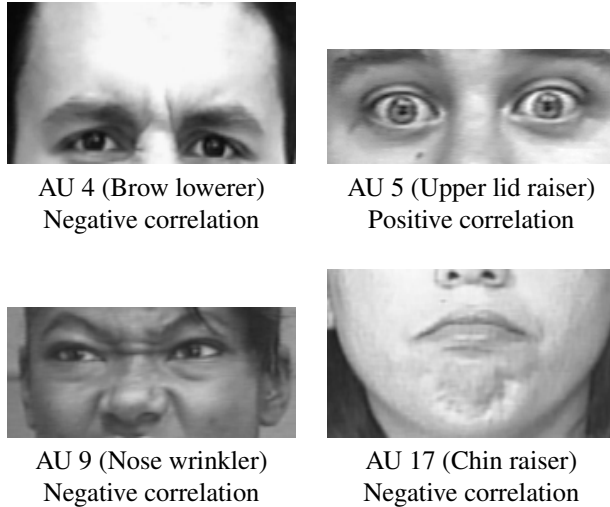 AU 4 (Brow lowerer)
Negative correlation
AU 5 (Upper lid raiser)
Positive correlation
AU 9 (Nose wrinkler)
Negative correlation
AU 17 (Chin raiser)
Negative correlation